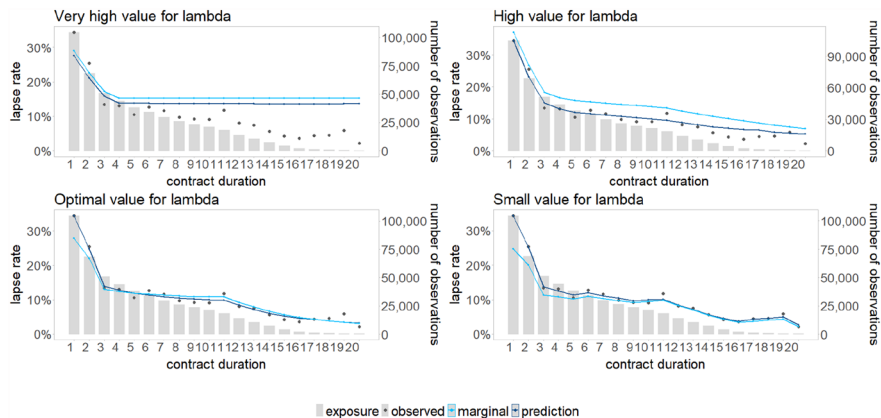 Very high value for lambda
30%
20%
10%
0%
lapse rate
100,000
75,000
50,000
25,000
0
number of observations
1 2 3 4 5 6 7 8 9 10 11 12 13 14 15 16 17 18 19 20
contract duration
High value for lambda
30%
20%
10%
0%
lapse rate
90,000
60,000
30,000
0
number of observations
1 2 3 4 5 6 7 8 9 10 11 12 13 14 15 16 17 18 19 20
contract duration
Optimal value for lambda
30%
20%
10%
0%
lapse rate
100,000
75,000
50,000
25,000
0
number of observations
1 2 3 4 5 6 7 8 9 10 11 12 13 14 15 16 17 18 19 20
contract duration
Small value for lambda
30%
20%
10%
0%
lapse rate
100,000
75,000
50,000
25,000
0
number of observations
1 2 3 4 5 6 7 8 9 10 11 12 13 14 15 16 17 18 19 20
contract duration
exposure observed marginal prediction